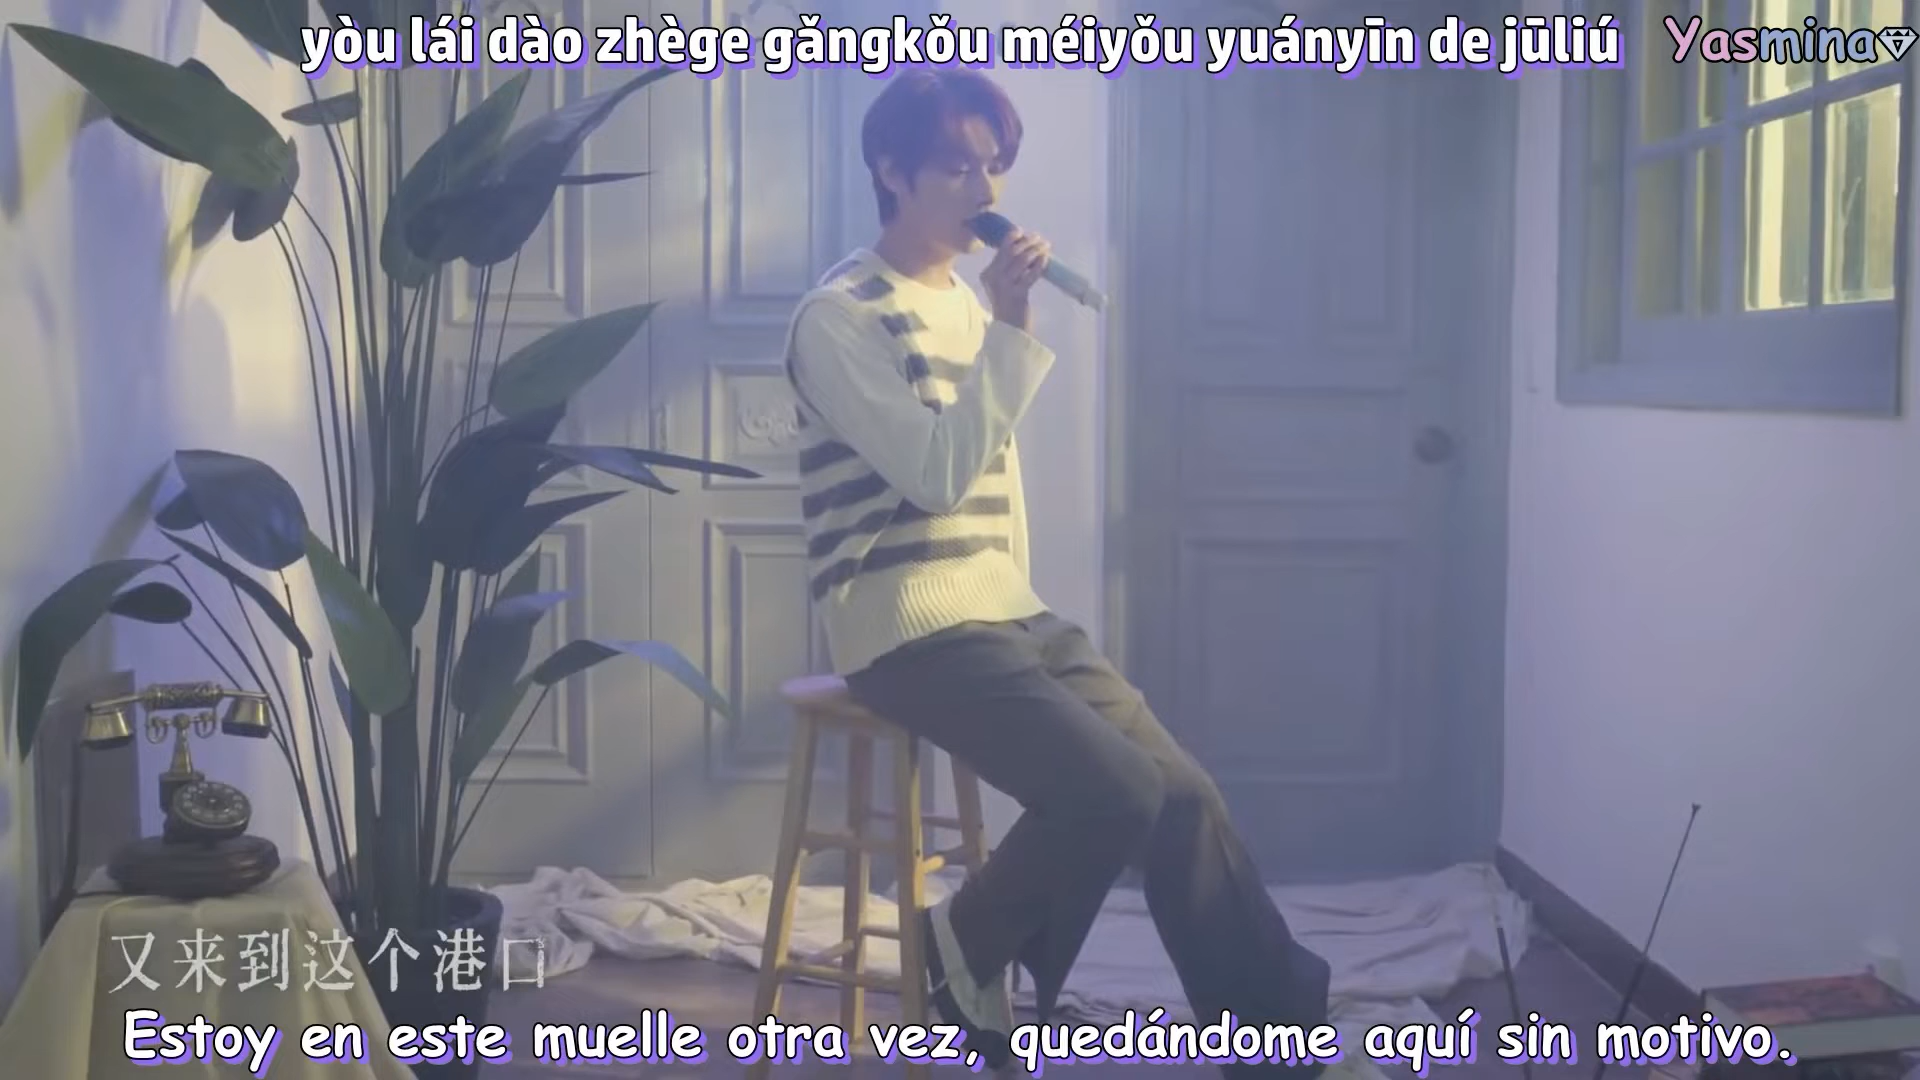 yòu lái dào zhège gǎngkǒu méiyǒu yuányīn de jūliú
Yasmina
又来到这个港口
Estoy en este muelle otra vez, quedándome aquí sin motivo.